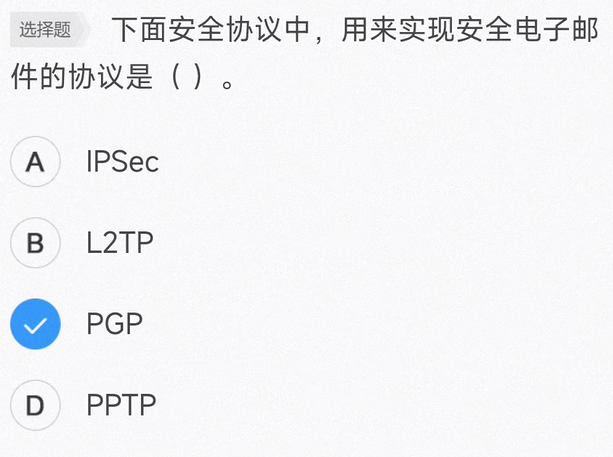 选择题 下面安全协议中，用来实现安全电子邮
件的协议是（ ）。
A IPSec
B L2TP
PGP
D PPTP